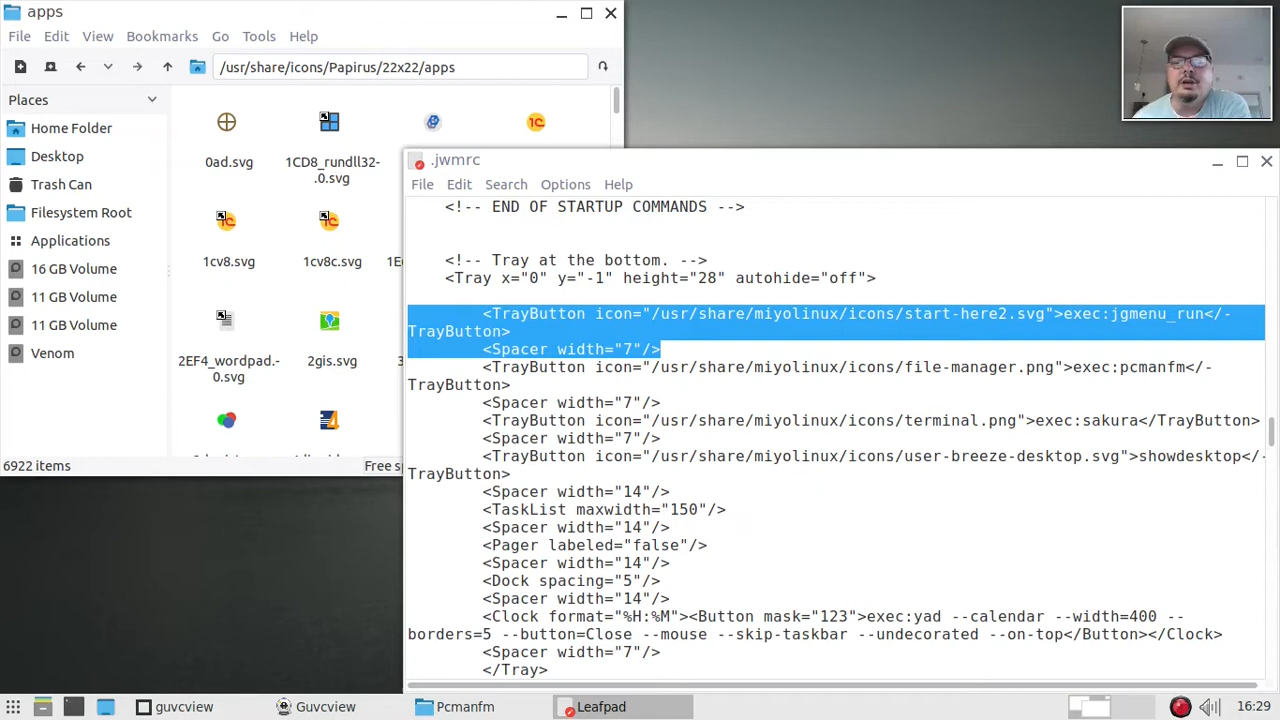 apps
File Edit View Bookmarks Go Tools Help
/usr/share/icons/Papirus/22x22/apps
Places
Home Folder
Desktop
Trash Can
Filesystem Root
Applications
16 GB Volume
11 GB Volume
11 GB Volume
Venom
0ad.svg
1CD8_rundll32-
.0.svg
1cv8.svg
1cv8c.svg
2EF4_wordpad.-
0.svg
2gis.svg
6922 items
.jwmrc
File Edit Search Options Help
<!-- END OF STARTUP COMMANDS -->
<!-- Tray at the bottom. -->
<Tray x="0" y="-1" height="28" autohide="off">
<TrayButton icon="/usr/share/miyolinux/icons/start-here2.svg">exec:jgmenu_run</-
TrayButton>
<Spacer width="7"/>
<TrayButton icon="/usr/share/miyolinux/icons/file-manager.png">exec:pcmanfm</-
TrayButton>
<Spacer width="7"/>
<TrayButton icon="/usr/share/miyolinux/icons/terminal.png">exec:sakura</TrayButton>
<Spacer width="7"/>
<TrayButton icon="/usr/share/miyolinux/icons/user-breeze-desktop.svg">showdesktop</-
TrayButton>
<Spacer width="14"/>
<TaskList maxwidth="150"/>
<Spacer width="14"/>
<Pager labeled="false"/>
<Spacer width="14"/>
<Dock spacing="5"/>
<Spacer width="14"/>
<Clock format="%H:%M"><Button mask="123">exec:yad --calendar --width=400 --
borders=5 --button=Close --mouse --skip-taskbar --undecorated --on-top</Button></Clock>
<Spacer width="7"/>
</Tray>
guvcview
Guvcview
Pcmanfm
Leafpad
16:29